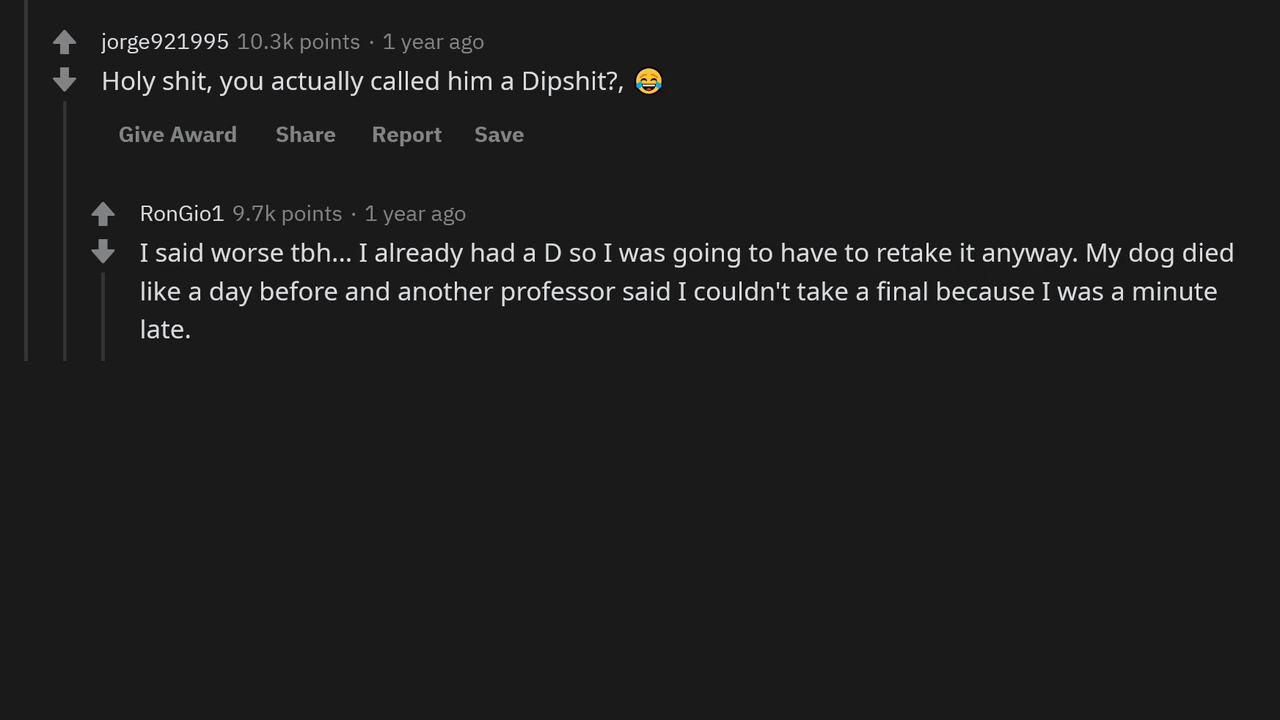 jorge921995 10.3k points · 1 year ago
Holy shit, you actually called him a Dipshit?, 😂
Give Award Share Report Save
RonGio1 9.7k points · 1 year ago
I said worse tbh... I already had a D so I was going to have to retake it anyway. My dog died
like a day before and another professor said I couldn't take a final because I was a minute
late.